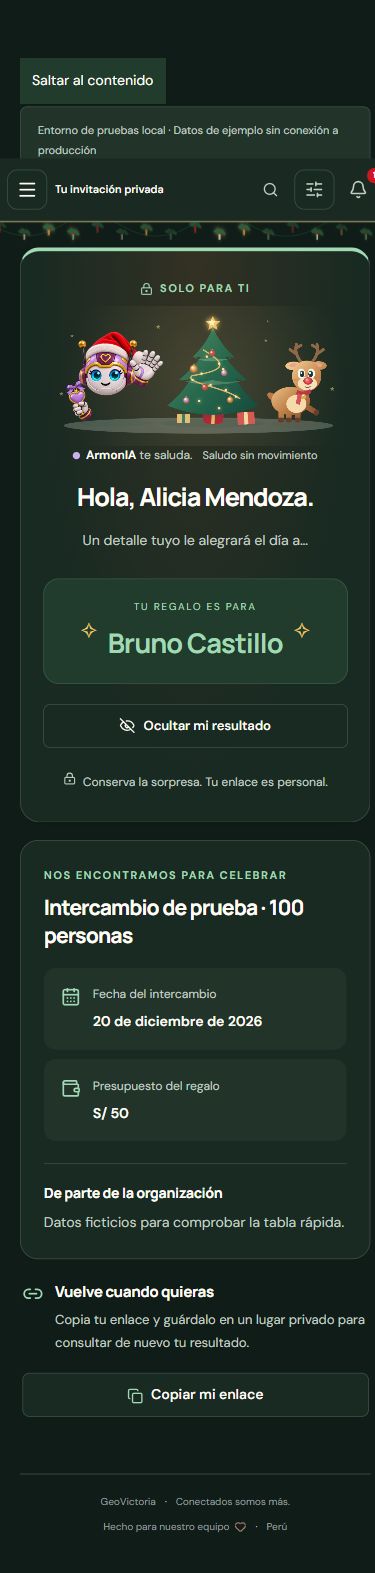 Saltar al contenido
Entorno de pruebas local · Datos de ejemplo sin conexión a
producción
Tu invitación privada
SOLO PARA TI
ArmonIA te saluda. Saludo sin movimiento
Hola, Alicia Mendoza.
Un detalle tuyo le alegrará el día a...
TU REGALO ES PARA
Bruno Castillo
Ocultar mi resultado
Conserva la sorpresa. Tu enlace es personal.
NOS ENCONTRAMOS PARA CELEBRAR
Intercambio de prueba · 100
personas
Fecha del intercambio
20 de diciembre de 2026
Presupuesto del regalo
S/ 50
De parte de la organización
Datos ficticios para comprobar la tabla rápida.
Vuelve cuando quieras
Copia tu enlace y guárdalo en un lugar privado para
consultar de nuevo tu resultado.
Copiar mi enlace
GeoVictoria · Conectados somos más.
Hecho para nuestro equipo · Perú